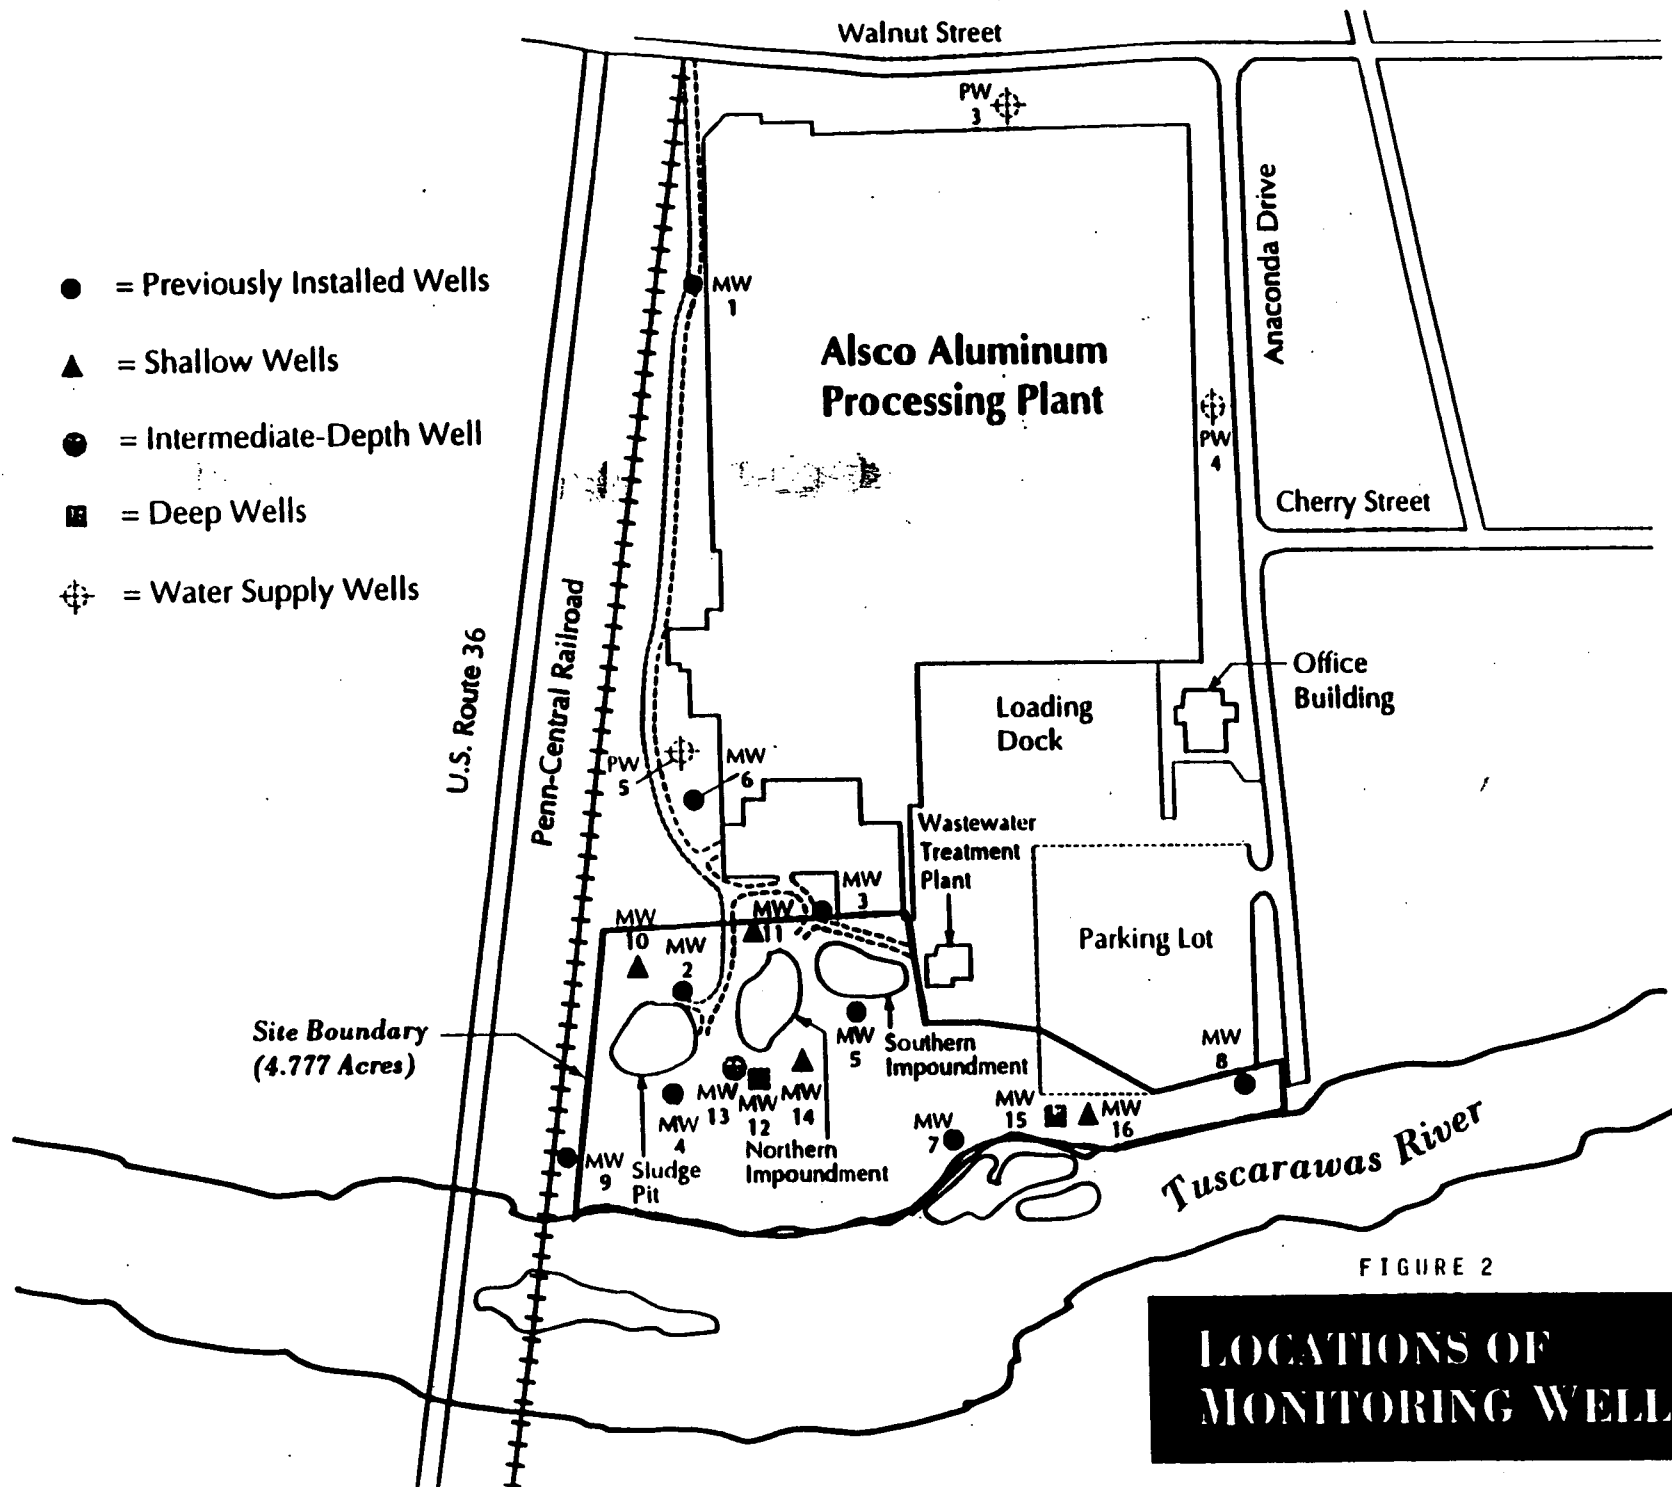 Walnut Street
PW
3
Anaconda Drive
= Previously Installed Wells
MW
1
= Shallow Wells
Alsco Aluminum
Processing Plant
= Intermediate-Depth Well
PW
4
Cherry Street
= Deep Wells
= Water Supply Wells
U.S. Route 36
Penn-Central Railroad
Office
Building
Loading
Dock
PW
5
MW
6
Wastewater
Treatment
Plant
MW
3
MW
10
MW
11
MW
2
Parking Lot
Site Boundary
(4.777 Acres)
MW
5
Southern
Impoundment
MW
8
MW
13
MW
12
MW
14
MW
4
MW
15
MW
16
MW
7
MW
9
Sludge
Pit
Northern
Impoundment
Tuscarawas River
FIGURE 2
LOCATIONS OF
MONITORING WELL